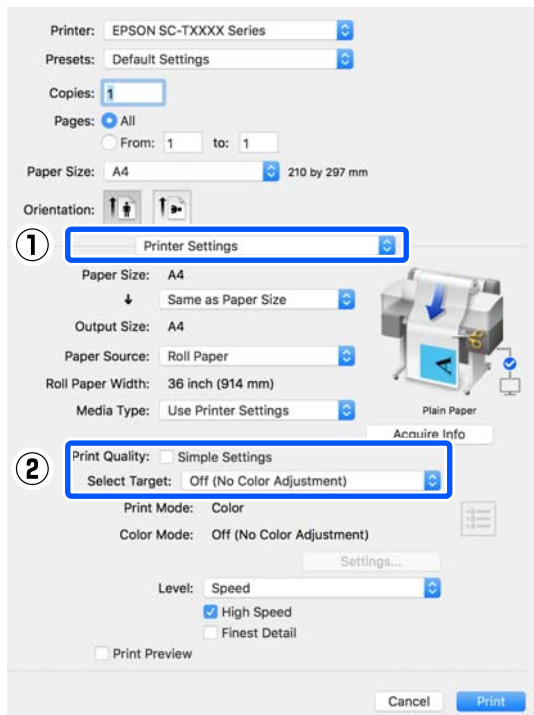 Printer: EPSON SC-TXXXX Series
Presets: Default Settings
Copies: 1
Pages: All
From: 1 to: 1
Paper Size: A4 210 by 297 mm
Orientation:
1 Printer Settings
Paper Size: A4
Same as Paper Size
Output Size: A4
Paper Source: Roll Paper
Roll Paper Width: 36 inch (914 mm)
Media Type: Use Printer Settings
Plain Paper
Acquire Info
2 Print Quality: Simple Settings
Select Target: Off (No Color Adjustment)
Print Mode: Color
Color Mode: Off (No Color Adjustment)
Settings...
Level: Speed
High Speed
Finest Detail
Print Preview
Cancel Print